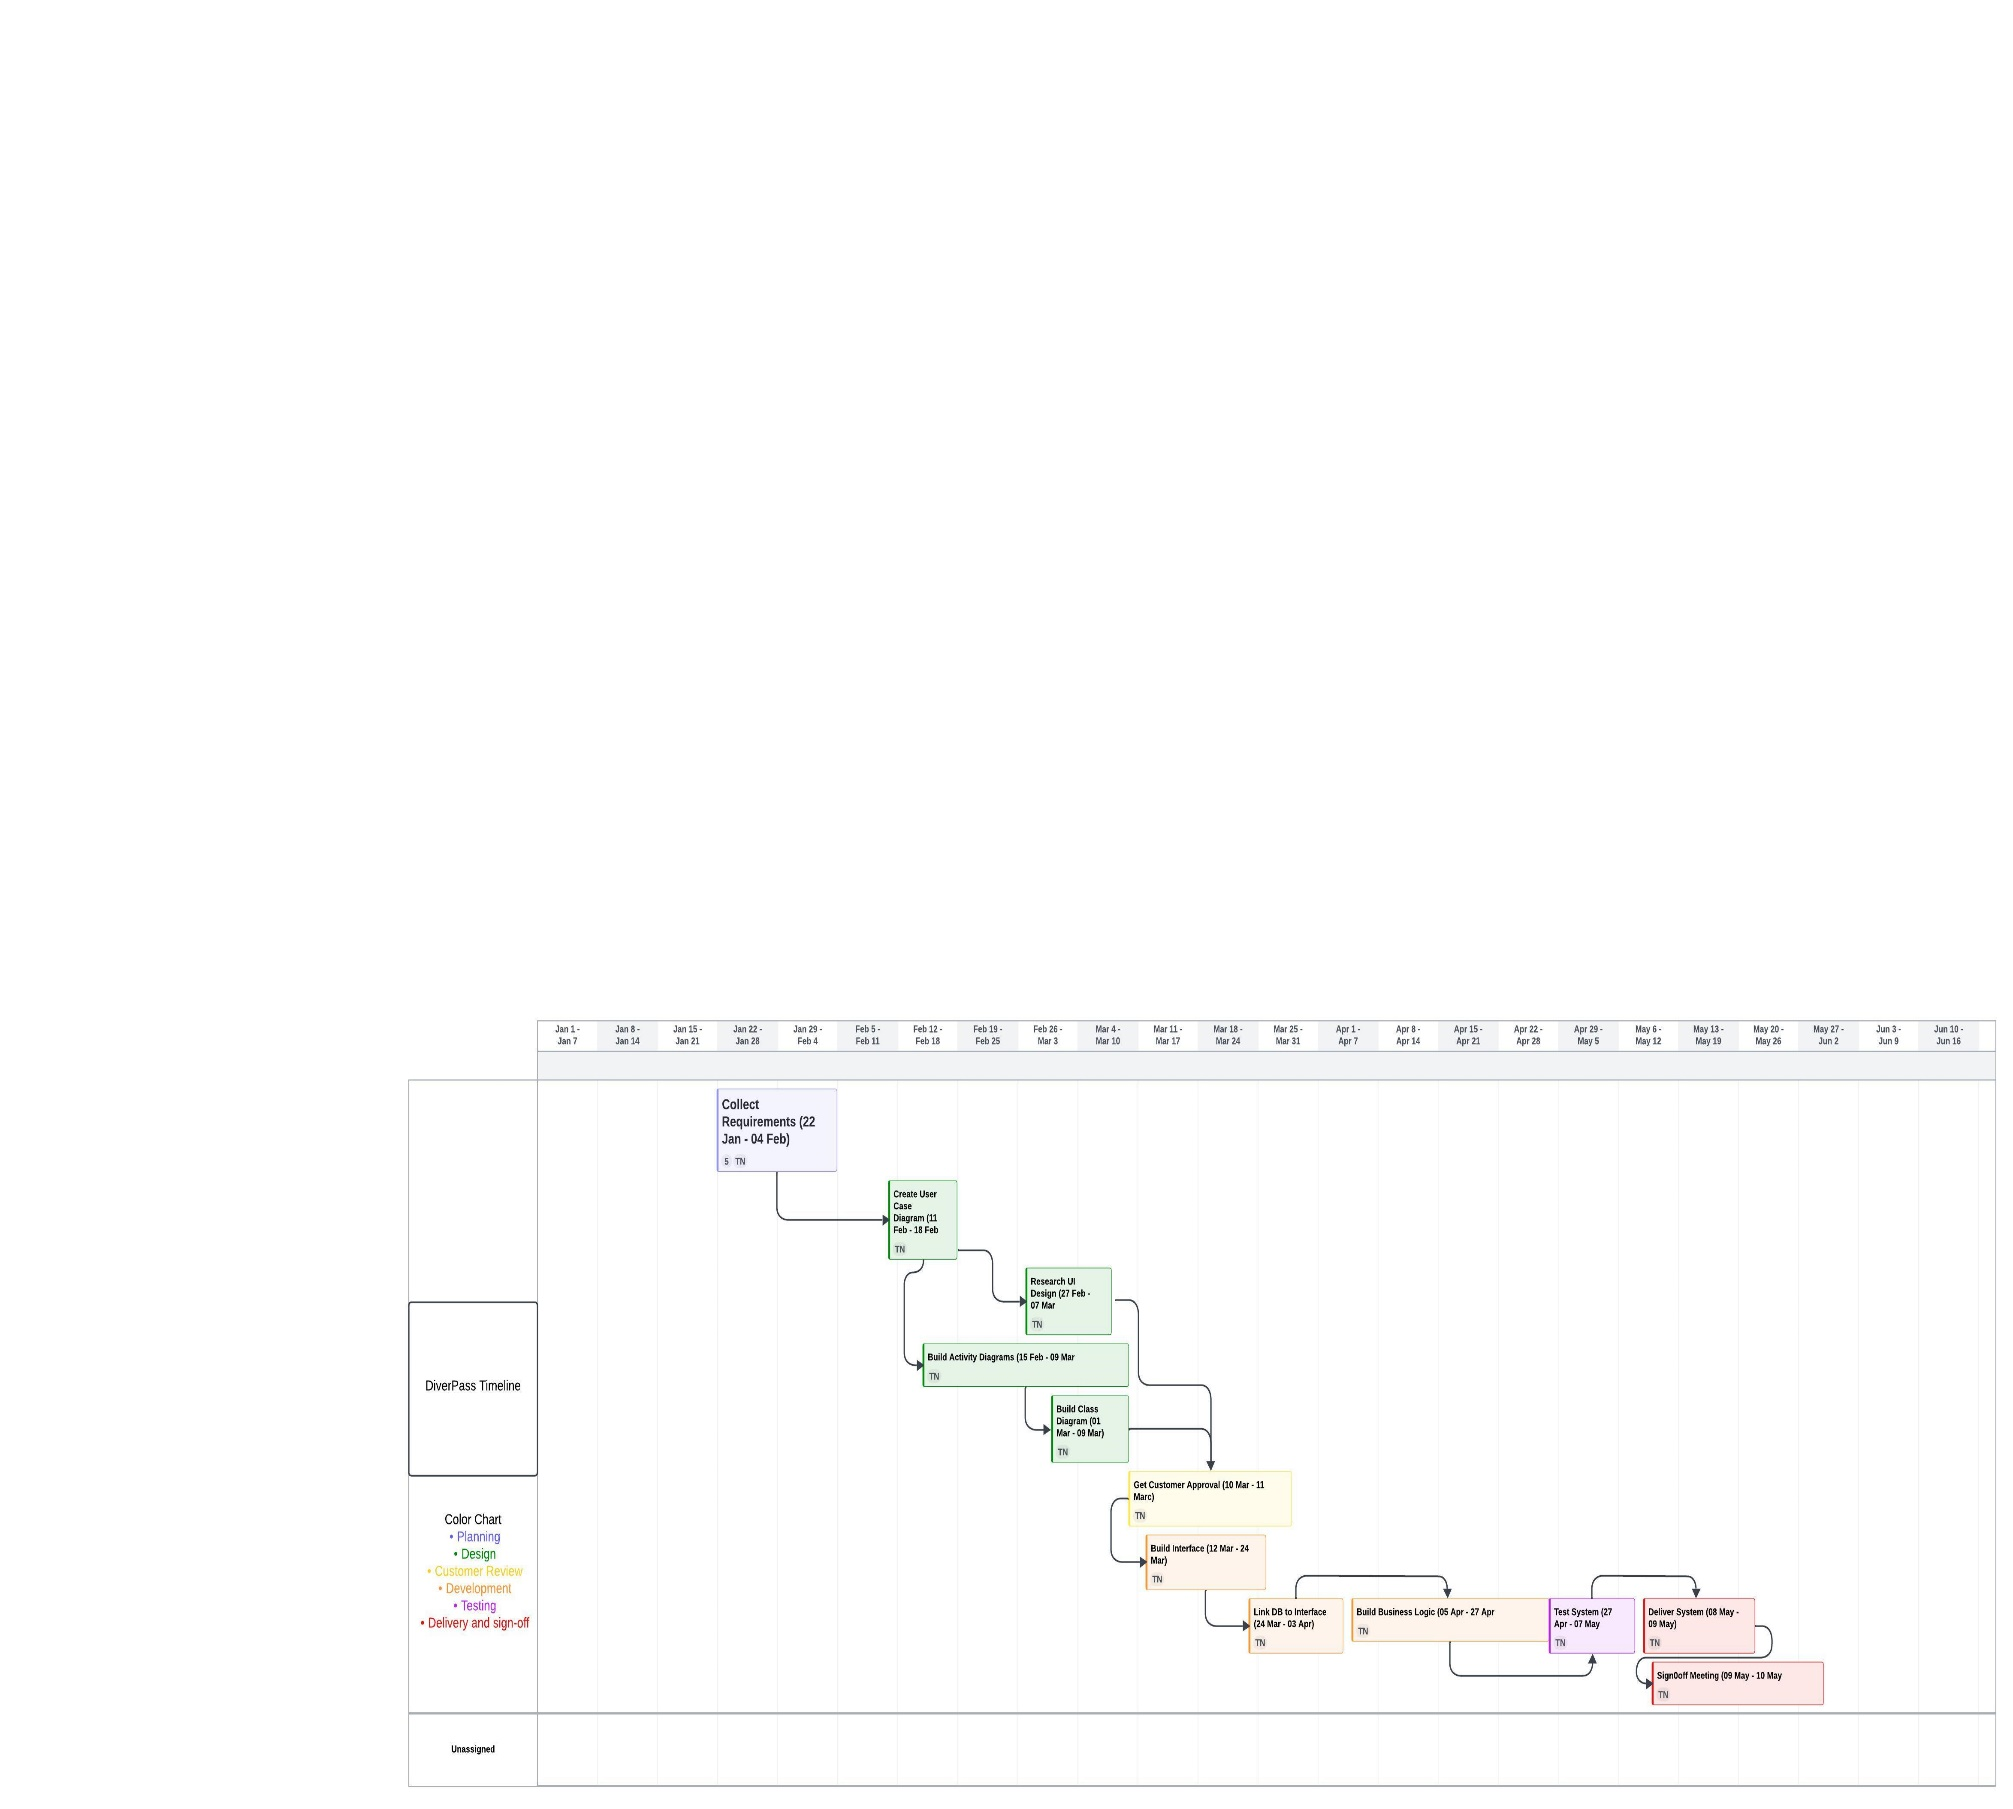 Jan 1 -
Jan 7
Jan 8 -
Jan 14
Jan 15 -
Jan 21
Jan 22 -
Jan 28
Jan 29 -
Feb 4
Feb 5 -
Feb 11
Feb 12 -
Feb 18
Feb 19 -
Feb 25
Feb 26 -
Mar 3
Mar 4 -
Mar 10
Mar 11 -
Mar 17
Mar 18 -
Mar 24
Mar 25 -
Mar 31
Apr 1 -
Apr 7
Apr 8 -
Apr 14
Apr 15 -
Apr 21
Apr 22 -
Apr 28
Apr 29 -
May 5
May 6 -
May 12
May 13 -
May 19
May 20 -
May 26
May 27 -
Jun 2
Jun 3 -
Jun 9
Jun 10 -
Jun 16
Collect
Requirements (22
Jan - 04 Feb)
5 TN
Create User
Case
Diagram (11
Feb - 18 Feb
TN
Research UI
Design (27 Feb -
07 Mar
TN
Build Activity Diagrams (15 Feb - 09 Mar
TN
DiverPass Timeline
Build Class
Diagram (01
Mar - 09 Mar)
TN
Get Customer Approval (10 Mar - 11
Marc)
TN
Color Chart
• Planning
• Design
• Customer Review
• Development
• Testing
• Delivery and sign-off
Build Interface (12 Mar - 24
Mar)
TN
Link DB to Interface
(24 Mar - 03 Apr)
TN
Build Business Logic (05 Apr - 27 Apr
TN
Test System (27
Apr - 07 May
TN
Deliver System (08 May -
09 May)
TN
Sign0off Meeting (09 May - 10 May
TN
Unassigned